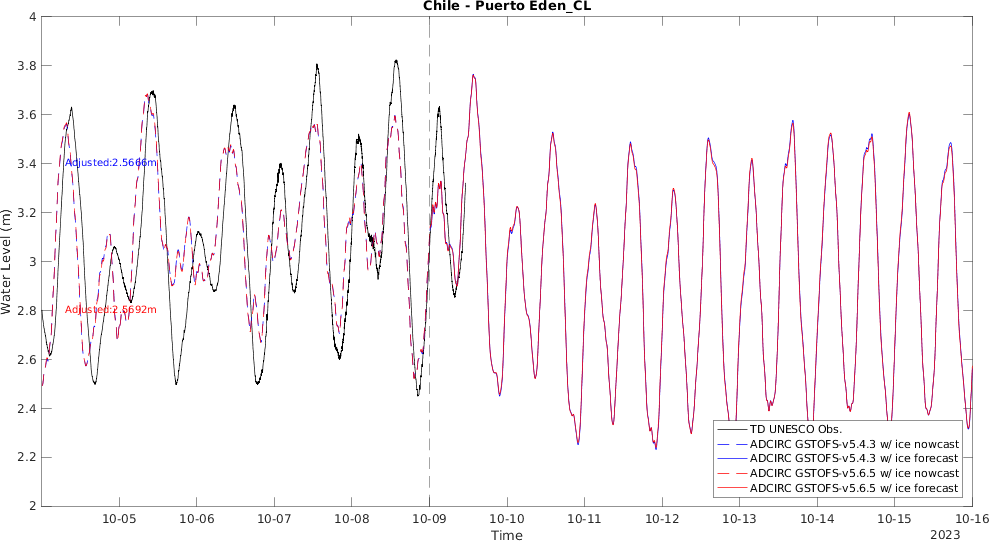 Chile - Puerto Eden_CL
4
3.8
3.6
3.4
3.2
3
2.8
2.6
2.4
2.2
2
Water Level (m)
Adjusted:2.5666m
Adjusted:2.5692m
TD UNESCO Obs.
ADCIRC GSTOFS-v5.4.3 w/ ice nowcast
ADCIRC GSTOFS-v5.4.3 w/ ice forecast
ADCIRC GSTOFS-v5.6.5 w/ ice nowcast
ADCIRC GSTOFS-v5.6.5 w/ ice forecast
10-05 10-06 10-07 10-08 10-09 10-10 10-11 10-12 10-13 10-14 10-15 10-16
Time
2023